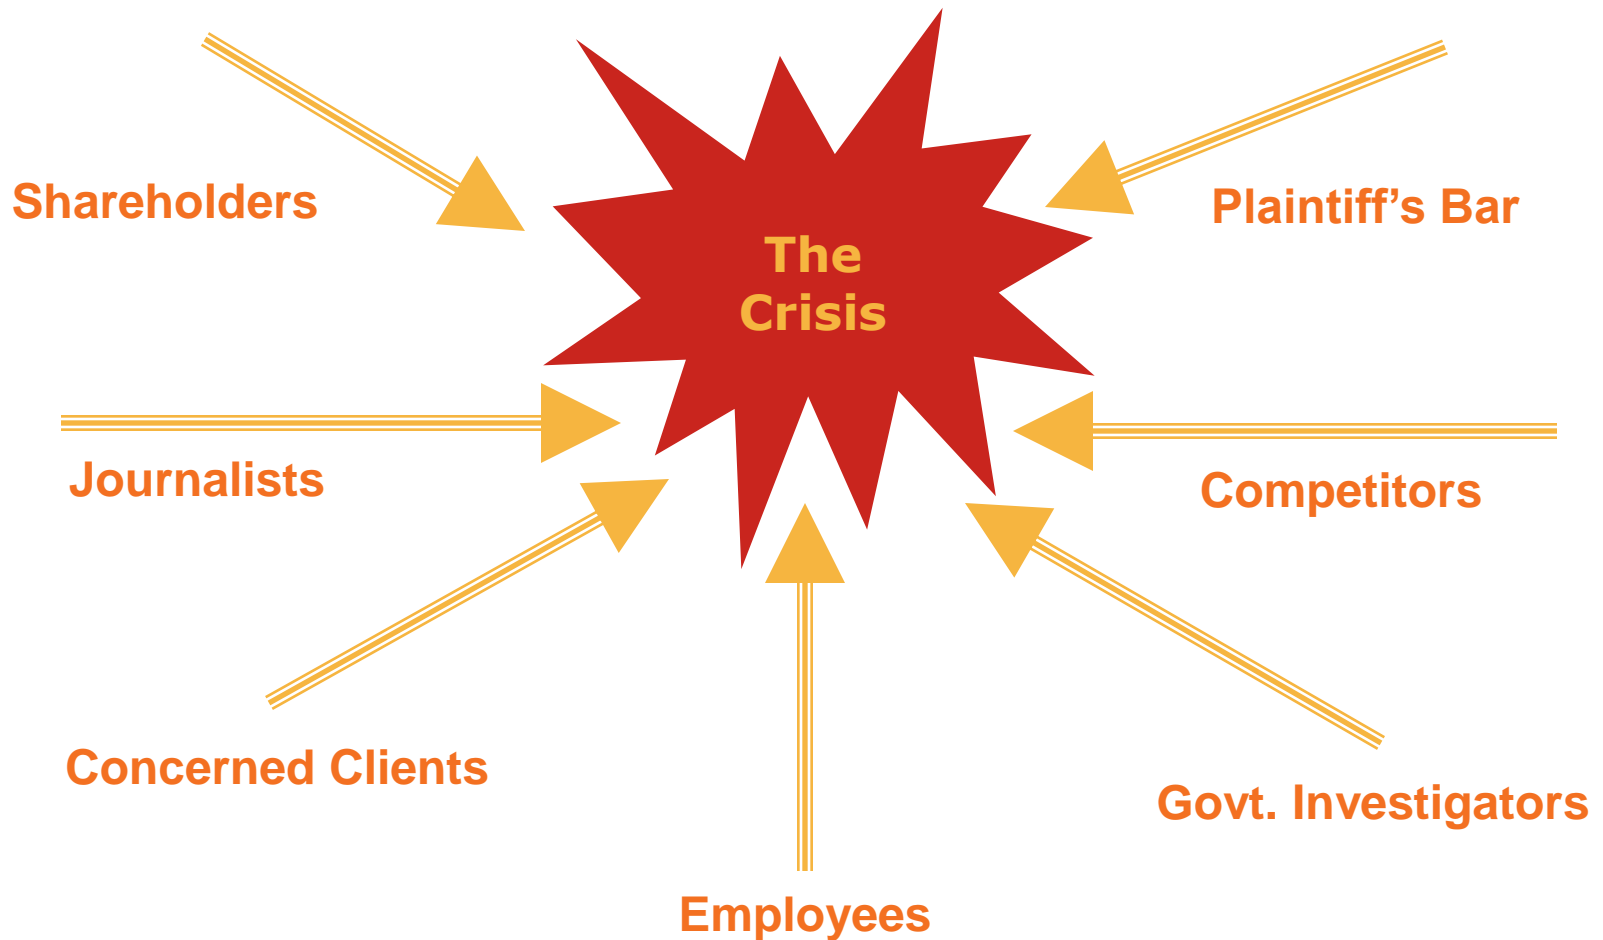 Shareholders
Plaintiff’s Bar
The
Crisis
Journalists
Competitors
Concerned Clients
Govt. Investigators
Employees